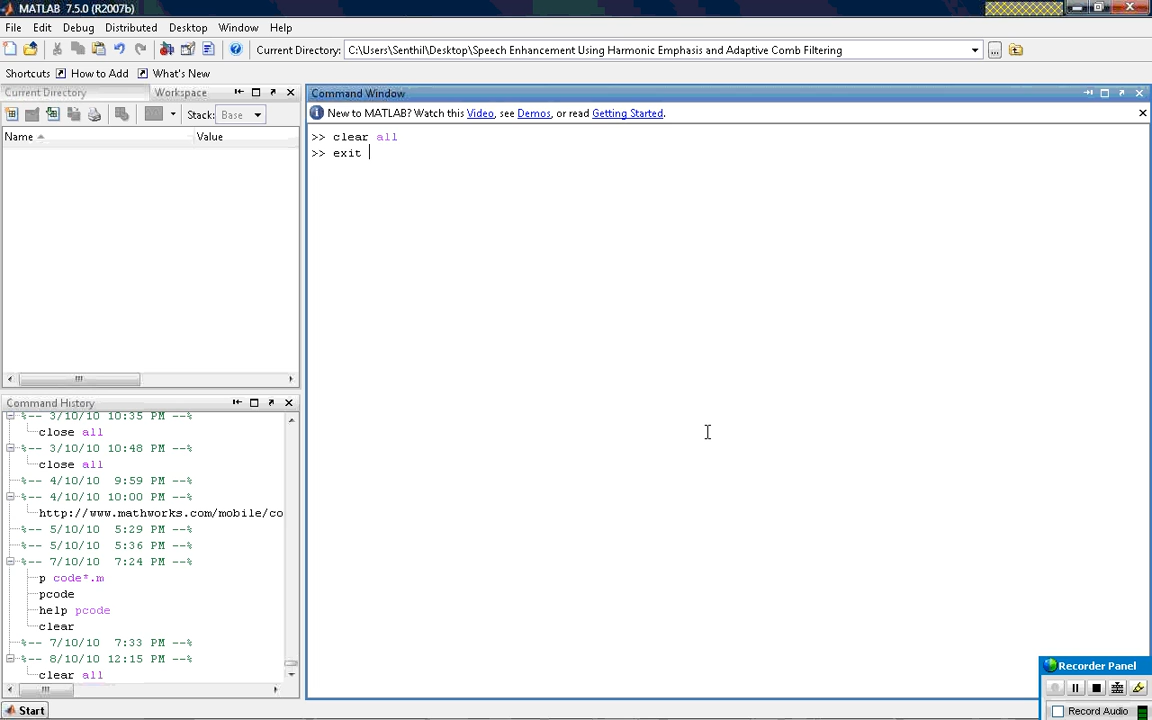 MATLAB 7.5.0 (R2007b)
File Edit Debug Distributed Desktop Window Help
Current Directory: C:\Users\Senthil\Desktop\Speech Enhancement Using Harmonic Emphasis and Adaptive Comb Filtering ...
Shortcuts How to Add What's New
Current Directory Workspace
Stack: Base
Name Value
Command Window
New to MATLAB? Watch this Video, see Demos, or read Getting Started.
>> clear all
>> exit
Command History
%-- 3/10/10 10:35 PM --%
close all
%-- 3/10/10 10:48 PM --%
close all
%-- 4/10/10 9:59 PM --%
%-- 4/10/10 10:00 PM --%
http://www.mathworks.com/mobile/co
%-- 5/10/10 5:29 PM --%
%-- 5/10/10 5:36 PM --%
%-- 7/10/10 7:24 PM --%
p code*.m
pcode
help pcode
clear
%-- 7/10/10 7:33 PM --%
%-- 8/10/10 12:15 PM --%
clear all
Start
Recorder Panel
Record Audio